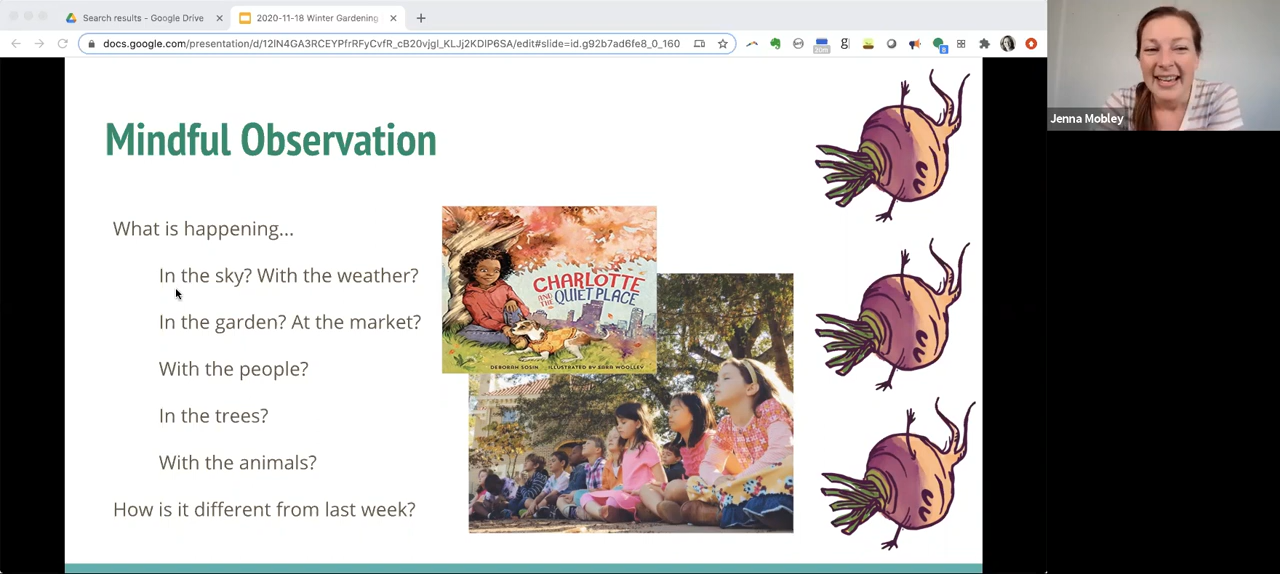 Search results - Google Drive
2020-11-18 Winter Gardening
docs.google.com/presentation/d/12lN4GA3RCEYPfrRFyCvfR_cB20vjgl_KLJj2KDlP6SA/edit#slide=id.g92b7ad6fe8_0_160
20m
g
8
Jenna Mobley
Mindful Observation
What is happening...
In the sky? With the weather?
In the garden? At the market?
With the people?
In the trees?
With the animals?
How is it different from last week?
CHARLOTTE
AND THE QUIET PLACE
DEBORAH SOSIN ILLUSTRATED BY SARA WOOLLEY